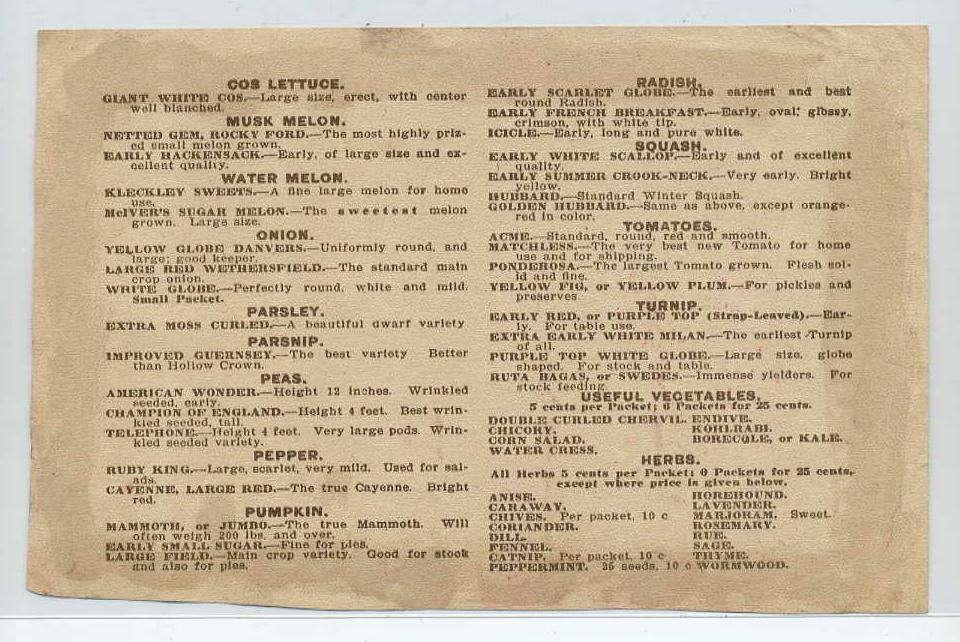 COS LETTUCE.
GIANT WHITE COS.—Large size, erect, with center
well blanched.
MUSK MELON.
NETTED GEM, ROCKY FORD.—The most highly priz-
ed small melon grown.
EARLY HACKENSACK.—Early, of large size and ex-
cellent quality.
WATER MELON.
KLECKLEY SWEETS.—A fine large melon for home
use.
McIVER'S SUGAR MELON.—The sweetest melon
grown. Large size.
ONION.
YELLOW GLOBE DANVERS.—Uniformly round, and
large; good keeper.
LARGE RED WETHERSFIELD.—The standard main
crop onion.
WHITE GLOBE.—Perfectly round, white and mild.
Small Packet.
PARSLEY.
EXTRA MOSS CURLED.—A beautiful dwarf variety
PARSNIP.
IMPROVED GUERNSEY.—The best variety Better
than Hollow Crown.
PEAS.
AMERICAN WONDER.—Height 12 inches. Wrinkled
seeded, early.
CHAMPION OF ENGLAND.—Height 4 feet. Best wrin-
kled seeded, tall.
TELEPHONE.—Height 4 feet. Very large pods. Wrin-
kled seeded variety.
PEPPER.
RUBY KING.—Large, scarlet, very mild. Used for sal-
ads.
CAYENNE, LARGE RED.—The true Cayenne. Bright
red.
PUMPKIN.
MAMMOTH, or JUMBO.—The true Mammoth. Will
often weigh 200 lbs. and over.
EARLY SMALL SUGAR.—Fine for pies.
LARGE FIELD.—Main crop variety. Good for stock
and also for pies.
RADISH.
EARLY SCARLET GLOBE.—The earliest and best
round Radish.
EARLY FRENCH BREAKFAST.—Early, oval, glossy,
crimson, with white tip.
ICICLE.—Early, long and pure white.
SQUASH.
EARLY WHITE SCALLOP.—Early and of excellent
quality.
EARLY SUMMER CROOK-NECK.—Very early. Bright
yellow.
HUBBARD.—Standard Winter Squash.
GOLDEN HUBBARD.—Same as above, except orange-
red in color.
TOMATOES.
ACME.—Standard, round, red and smooth.
MATCHLESS.—The very best new Tomato for home
use and for shipping.
PONDEROSA.—The largest Tomato grown. Flesh sol-
id and fine.
YELLOW FIG, or YELLOW PLUM.—For pickles and
preserves
TURNIP.
EARLY RED, or PURPLE TOP (Strap-Leaved).—Ear-
ly. For table use.
EXTRA EARLY WHITE MILAN.—The earliest Turnip
of all.
PURPLE TOP WHITE GLOBE.—Large size, globe
shaped. For stock and table.
RUTA BAGAS, or SWEDES.—Immense yielders. For
stock feeding
USEFUL VEGETABLES,
5 cents per Packet; 6 Packets for 25 cents.
DOUBLE CURLED CHERVIL. ENDIVE.
CHICORY. KOHLRABI.
CORN SALAD. BORECOLE, or KALE.
WATER CRESS.
HERBS.
All Herbs 5 cents per Packet; 6 Packets for 25 cents,
except where price is given below.
ANISE. HOREHOUND.
CARAWAY. LAVENDER.
CHIVES. Per packet, 10 c MARJORAM, Sweet.
CORIANDER. ROSEMARY.
DILL. RUE.
FENNEL. SAGE.
CATNIP. Per packet, 10 c THYME.
PEPPERMINT. 25 seeds, 10 c WORMWOOD.